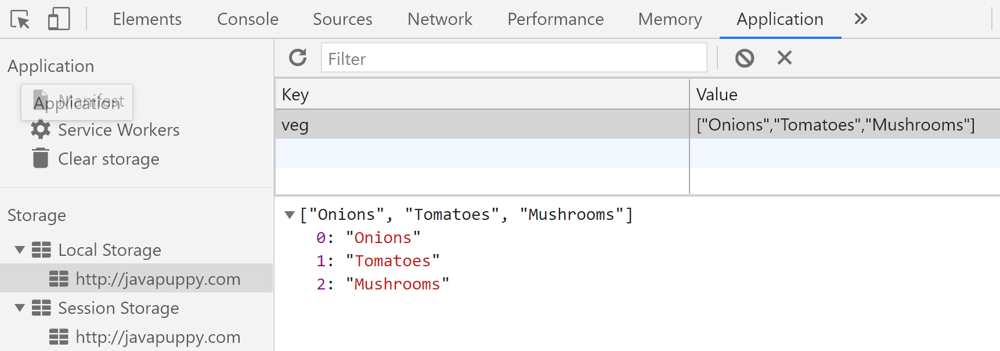 Elements Console Sources Network Performance Memory Application »
Filter
Application
Manifest
Application
Service Workers
Clear storage
Storage
Local Storage
http://javapuppy.com
Session Storage
http://javapuppy.com
Key Value
veg ["Onions","Tomatoes","Mushrooms"]
["Onions", "Tomatoes", "Mushrooms"]
0: "Onions"
1: "Tomatoes"
2: "Mushrooms"